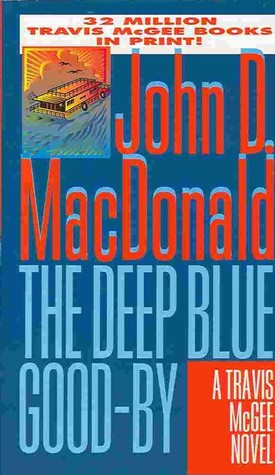 32 MILLION
TRAVIS McGEE BOOKS
IN PRINT!
John D.
MacDonald
THE DEEP BLUE
GOOD-BY
A TRAVIS
McGEE
NOVEL